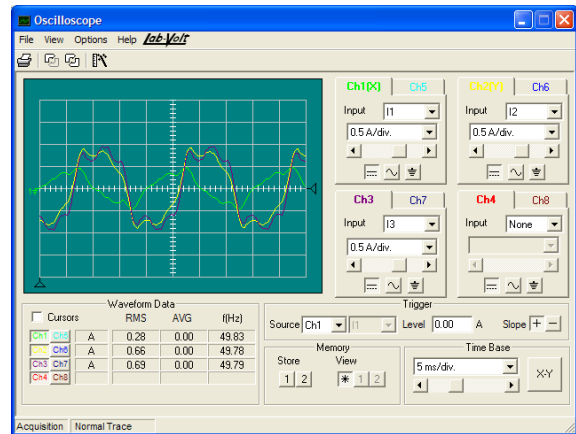 Oscilloscope
File View Options Help Lab-Volt
Ch1(X) Ch5
Input I1
0.5 A/div.
Ch2(Y) Ch6
Input I2
0.5 A/div.
Ch3 Ch7
Input I3
0.5 A/div.
Ch4 Ch8
Input None
Waveform Data
Cursors RMS AVG f(Hz)
Ch1 Ch5 A 0.28 0.00 49.83
Ch6 A 0.66 0.00 49.78
Ch3 Ch7 A 0.69 0.00 49.79
Ch4 Ch8
Trigger
Source Ch1 I1 Level 0.00 A Slope + −
Memory
Store View
1 2 * 1 2
Time Base
5 ms/div.
X-Y
Acquisition Normal Trace